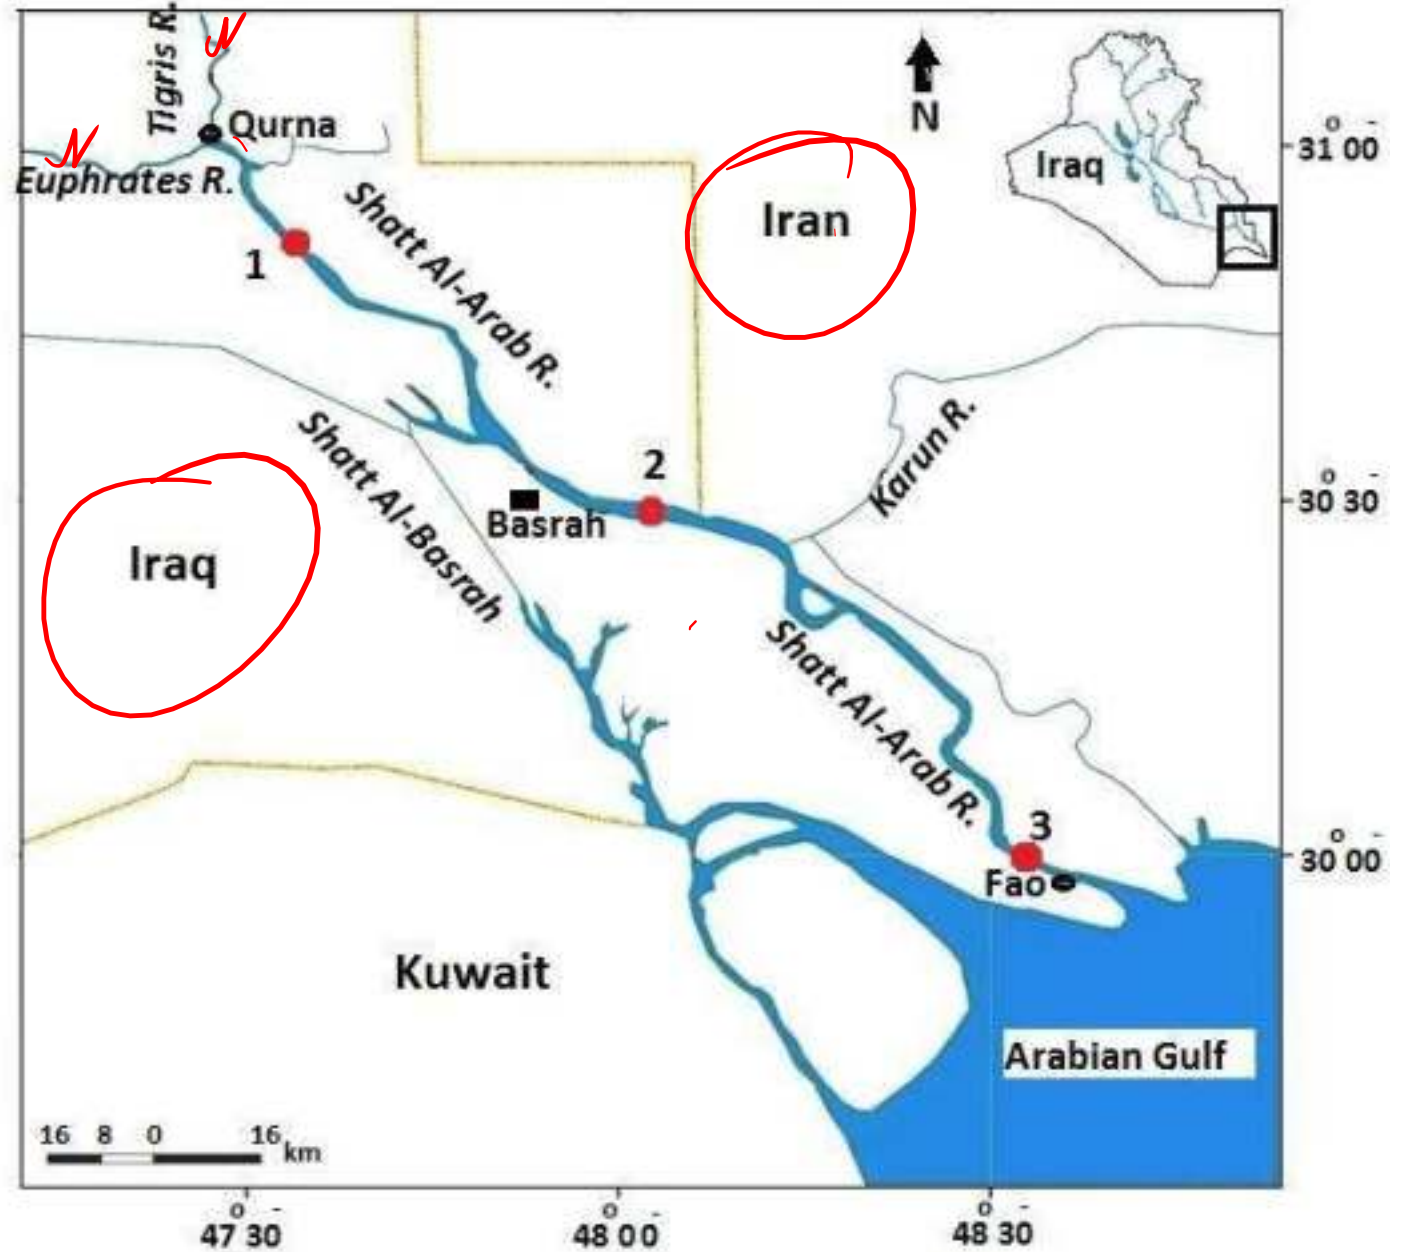 Tigris R.
Qurna
N
31° 00'
Euphrates R.
Iraq
Iran
1
Shatt Al-Arab R.
2
Karun R.
30° 30'
Shatt Al-Basrah
Basrah
Iraq
Shatt Al-Arab R.
3
30° 00'
Fao
Kuwait
Arabian Gulf
16 8 0 16 km
47° 30'
48° 00'
48° 30'